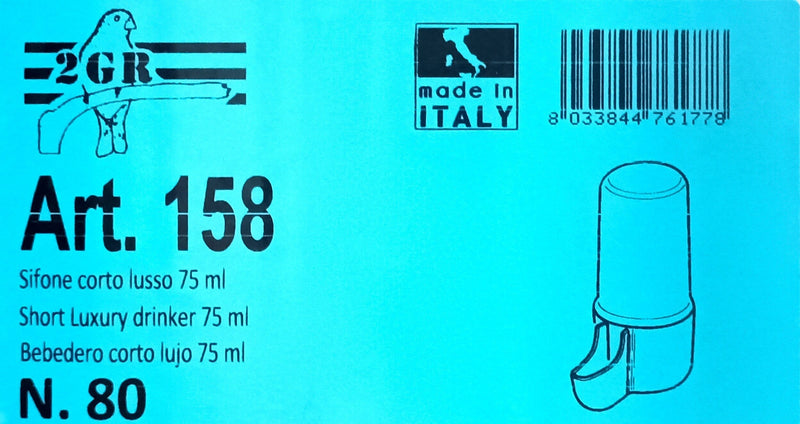 2GR
made in
ITALY
8 033844 761778
Art. 158
Sifone corto lusso 75 ml
Short Luxury drinker 75 ml
Bebedero corto lujo 75 ml
N. 80